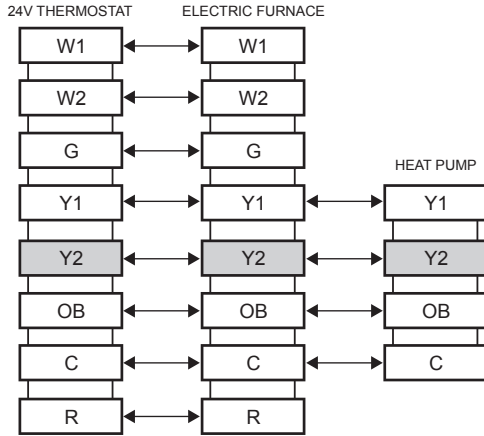 24V THERMOSTAT ELECTRIC FURNACE
W1 W1
W2 W2
G G
HEAT PUMP
Y1 Y1 Y1
Y2 Y2 Y2
OB OB OB
C C C
R R